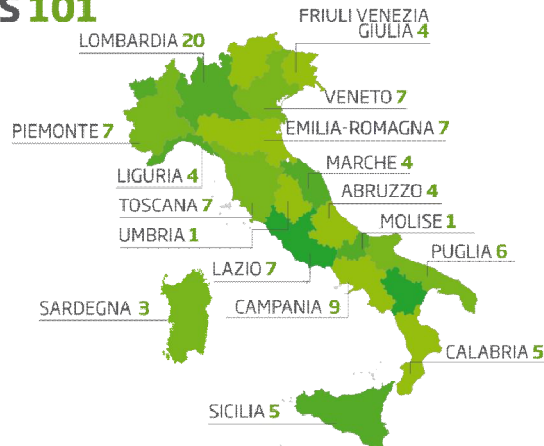 S 101
FRIULI VENEZIA
GIULIA 4
LOMBARDIA 20
VENETO 7
PIEMONTE 7
EMILIA-ROMAGNA 7
MARCHE 4
LIGURIA 4
ABRUZZO 4
TOSCANA 7
MOLISE 1
UMBRIA 1
PUGLIA 6
LAZIO 7
SARDEGNA 3
CAMPANIA 9
CALABRIA 5
SICILIA 5